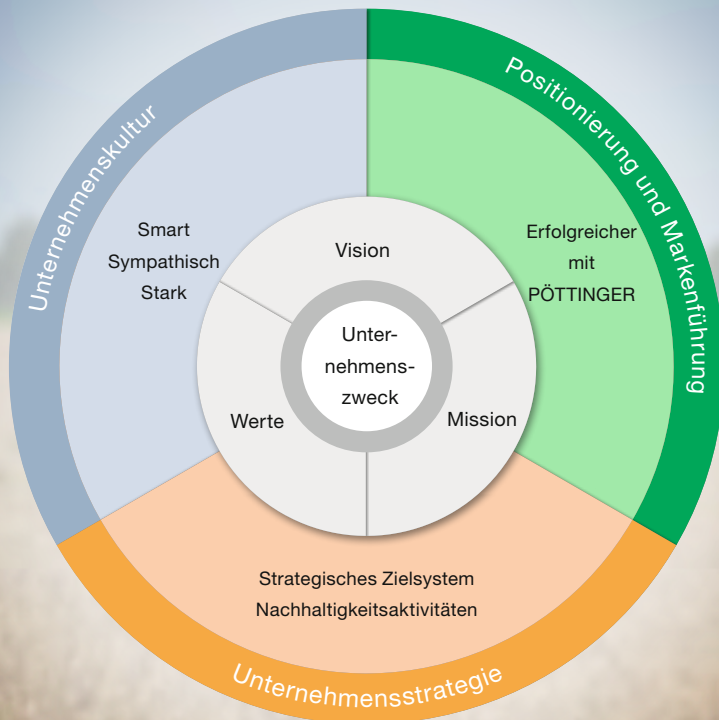 Unternehmenskultur
Positionierung und Markenführung
Smart
Sympathisch
Stark
Vision
Erfolgreicher
mit
PÖTTINGER
Unter-
nehmens-
zweck
Werte
Mission
Strategisches Zielsystem
Nachhaltigkeitsaktivitäten
Unternehmensstrategie